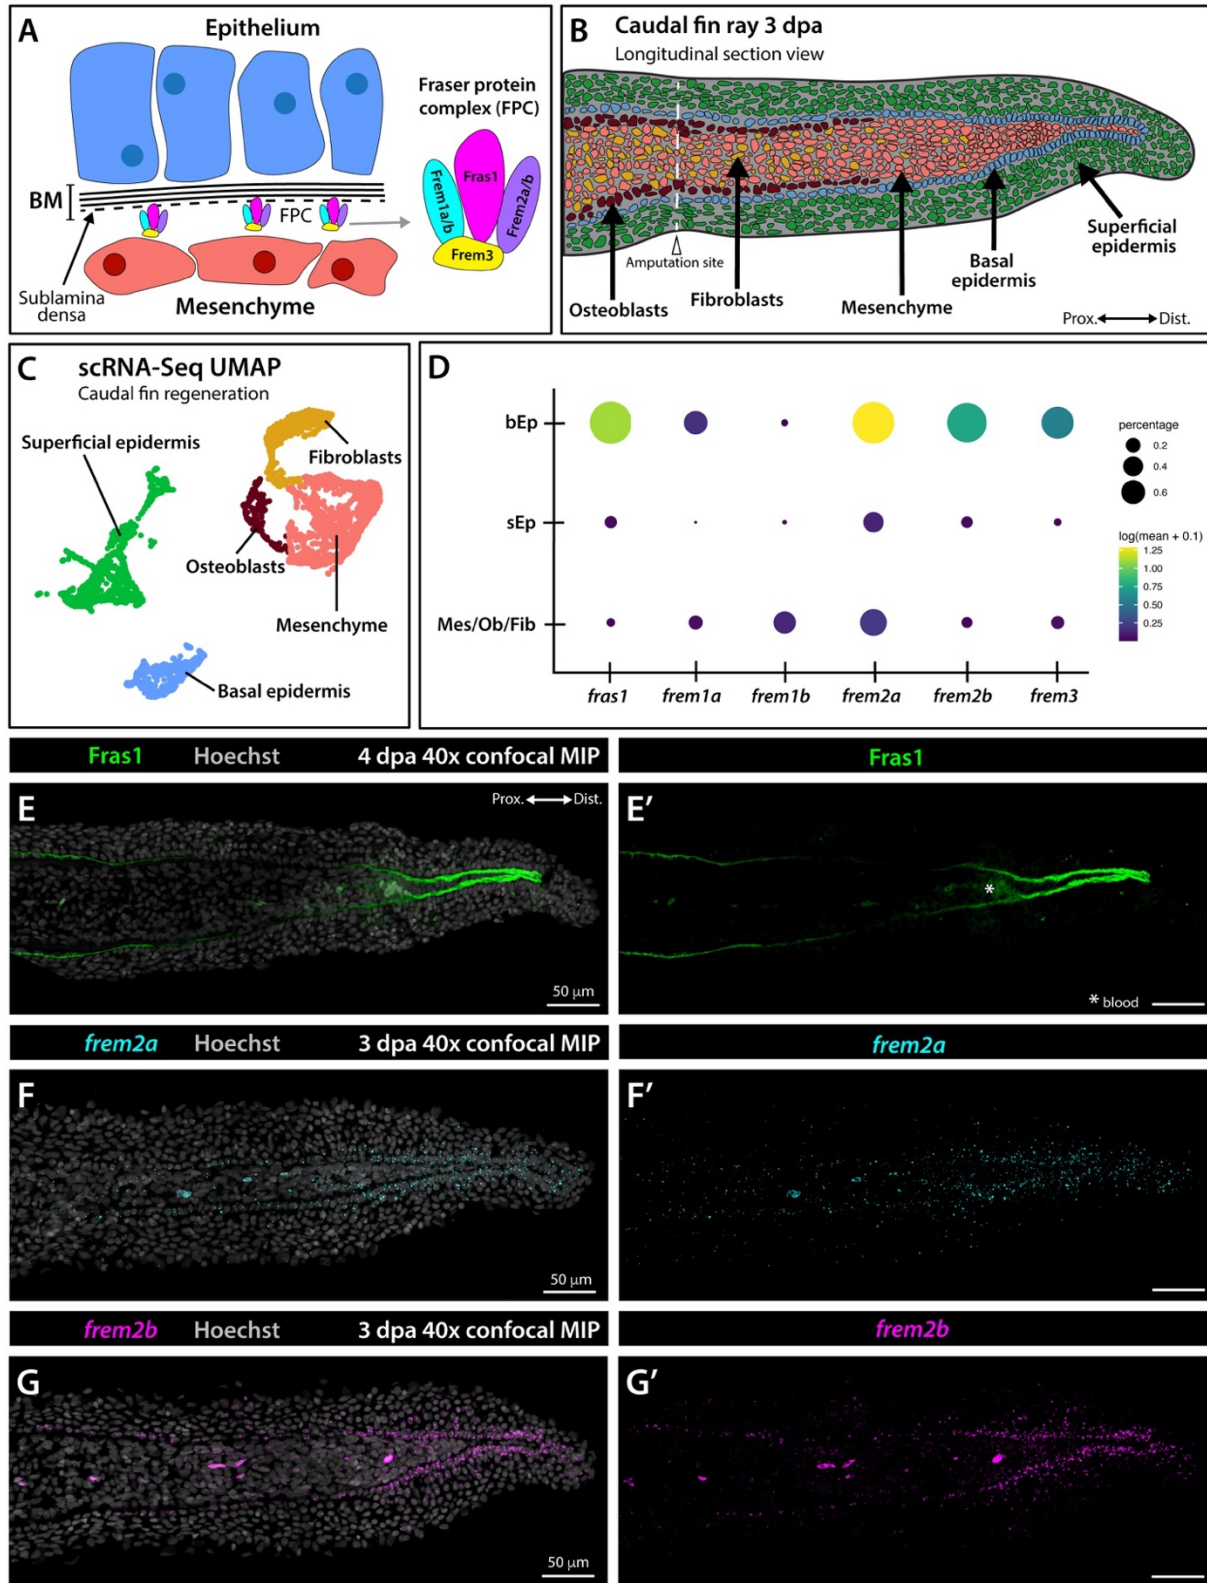 A
Epithelium
Fraser protein
complex (FPC)
BM
FPC
Fras1
Frem1a/b
Frem2a/b
Frem3
Sublamina
densa
Mesenchyme
B
Caudal fin ray 3 dpa
Longitudinal section view
Amputation site
Osteoblasts
Fibroblasts
Mesenchyme
Basal
epidermis
Superficial
epidermis
Prox.
Dist.
C
scRNA-Seq UMAP
Caudal fin regeneration
Superficial epidermis
Fibroblasts
Osteoblasts
Mesenchyme
Basal epidermis
D
bEp
sEp
Mes/Ob/Fib
fras1 frem1a frem1b frem2a frem2b frem3
percentage
0.2
0.4
0.6
log(mean + 0.1)
1.25
1.00
0.75
0.50
0.25
Fras1 Hoechst 4 dpa 40x confocal MIP
Fras1
E
Prox. Dist.
50 µm
E'
*
* blood
frem2a Hoechst 3 dpa 40x confocal MIP
frem2a
F
50 µm
F'
frem2b Hoechst 3 dpa 40x confocal MIP
frem2b
G
50 µm
G'